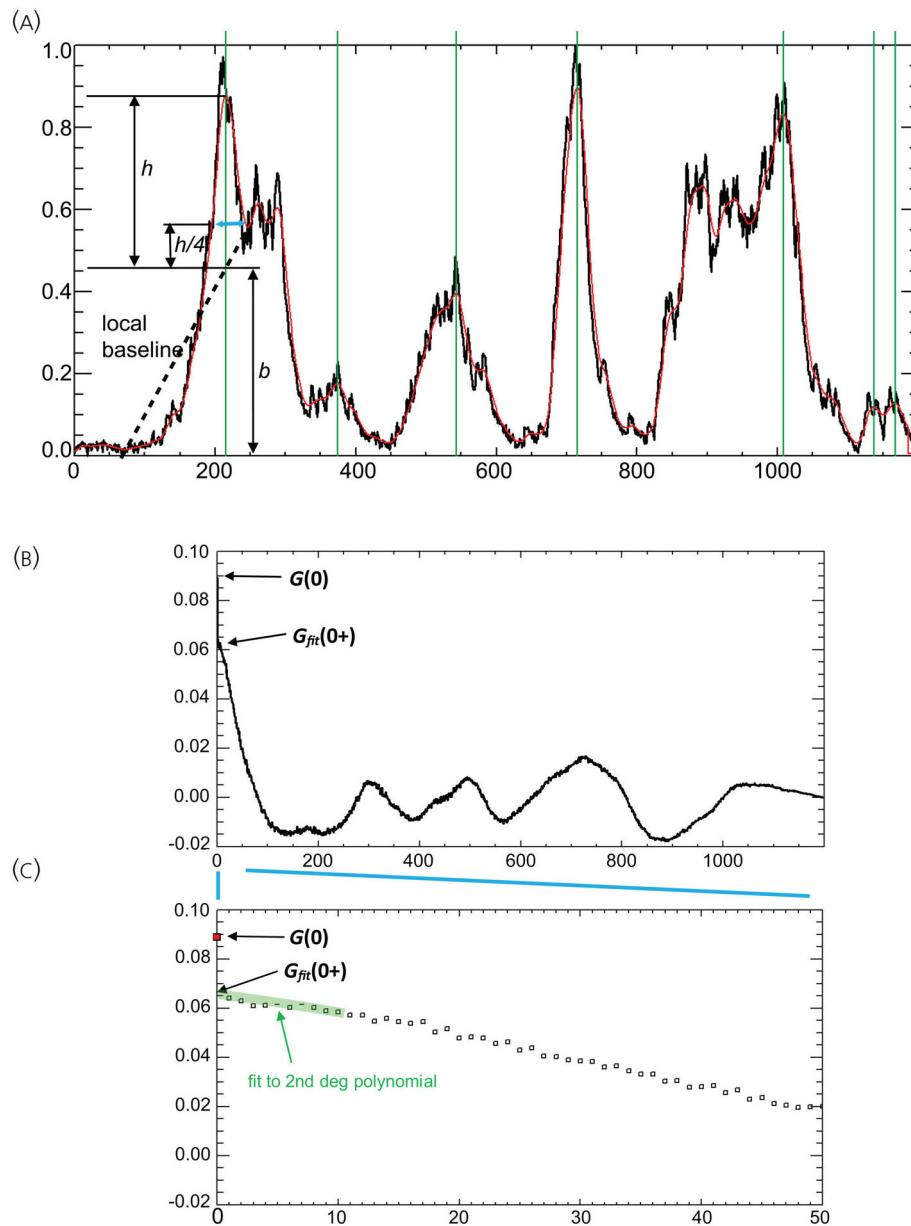 (A)
1.0
0.8
0.6
0.4
0.2
0.0
h
h/4
local
baseline
b
0 200 400 600 800 1000
(B)
0.10
0.08
0.06
0.04
0.02
0.00
-0.02
G(0)
Gfit(0+)
0 200 400 600 800 1000
(C)
0.10
0.08
0.06
0.04
0.02
0.00
-0.02
G(0)
Gfit(0+)
fit to 2nd deg polynomial
0 10 20 30 40 50